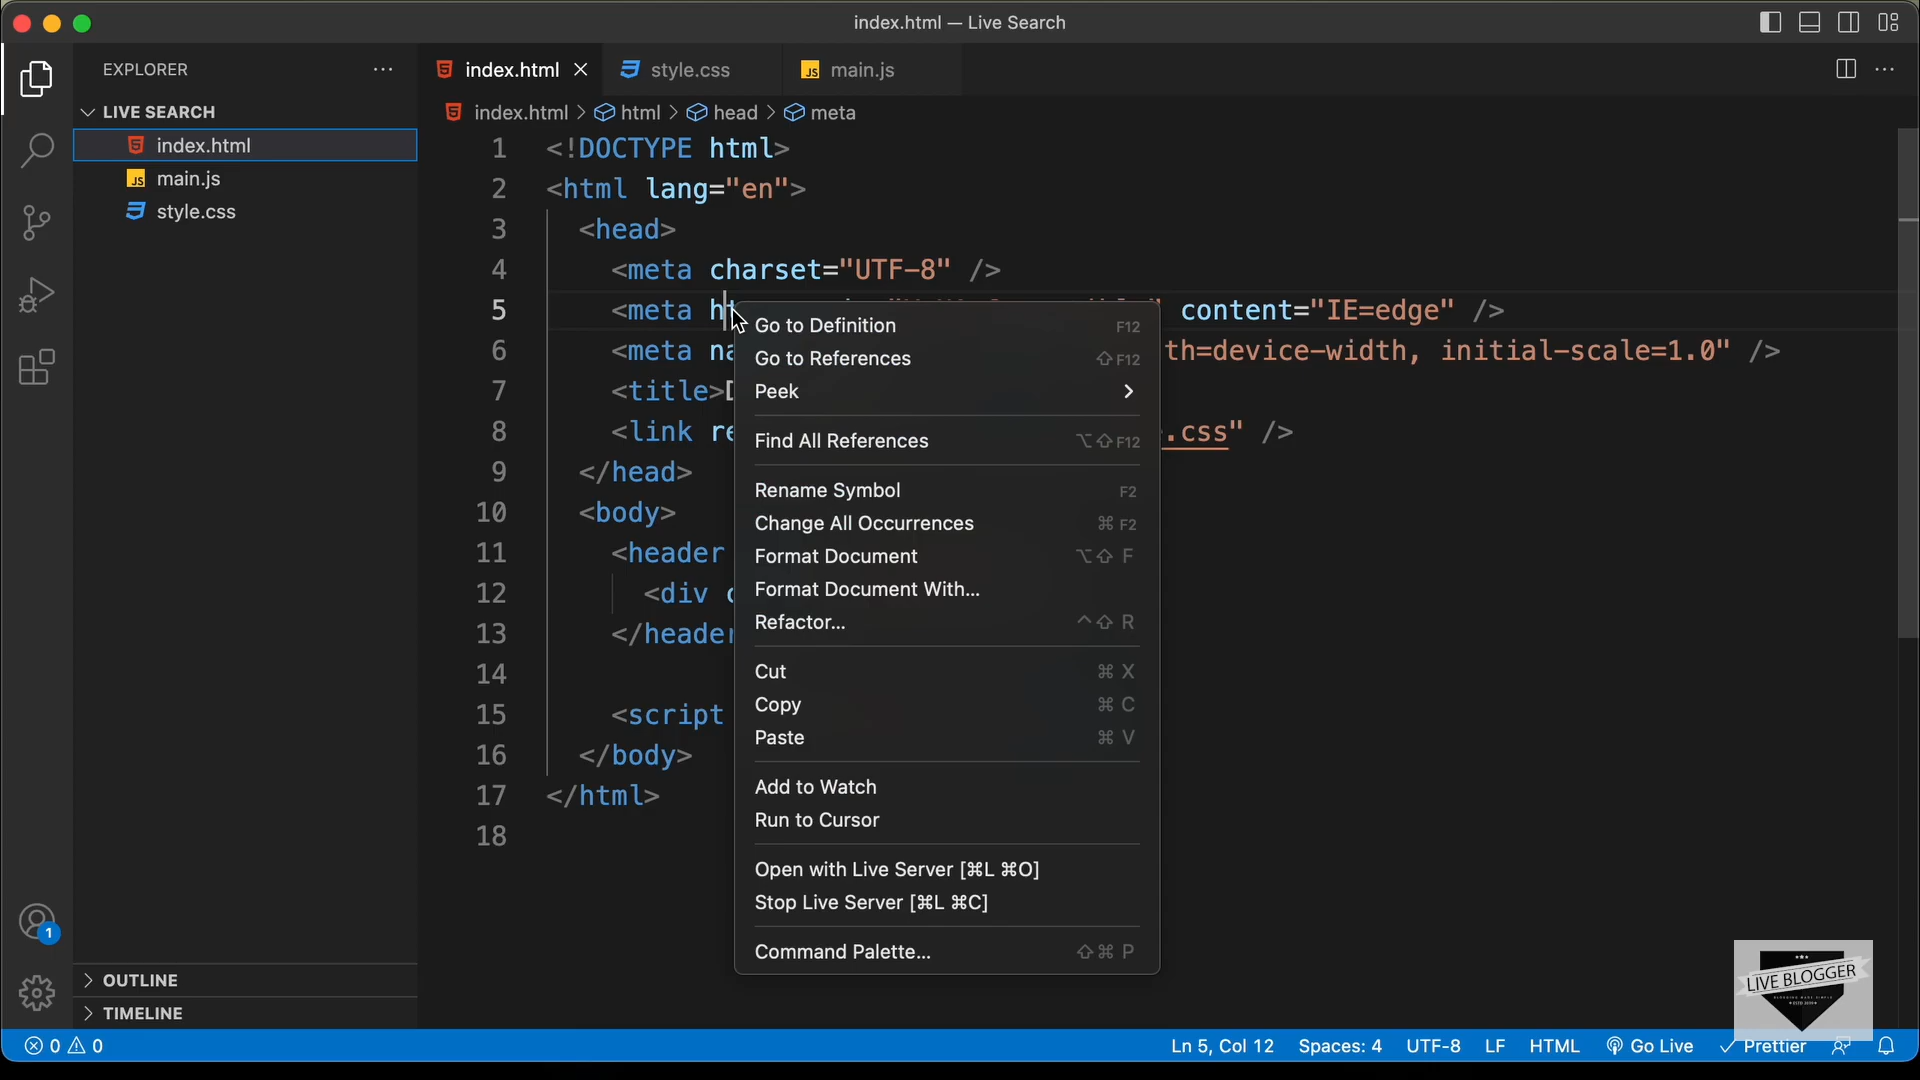 index.html — Live Search
EXPLORER
LIVE SEARCH
index.html
main.js
style.css
OUTLINE
TIMELINE
index.html
style.css
main.js
index.html > html > head > meta
1 <!DOCTYPE html>
2 <html lang="en">
3 <head>
4 <meta charset="UTF-8" />
5 <meta h content="IE=edge" />
6 <meta na th=device-width, initial-scale=1.0" />
7 <title>
8 <link re .css" />
9 </head>
10 <body>
11 <header
12 <div
13 </header
14
15 <script
16 </body>
17 </html>
18
Go to Definition F12
Go to References ⇧F12
Peek
Find All References ⌥⇧F12
Rename Symbol F2
Change All Occurrences ⌘F2
Format Document ⌥⇧ F
Format Document With...
Refactor... ^⇧ R
Cut ⌘ X
Copy ⌘ C
Paste ⌘ V
Add to Watch
Run to Cursor
Open with Live Server [⌘L ⌘O]
Stop Live Server [⌘L ⌘C]
Command Palette... ⇧⌘ P
LIVE BLOGGER
1
0 0
Ln 5, Col 12 Spaces: 4 UTF-8 LF HTML Go Live Prettier